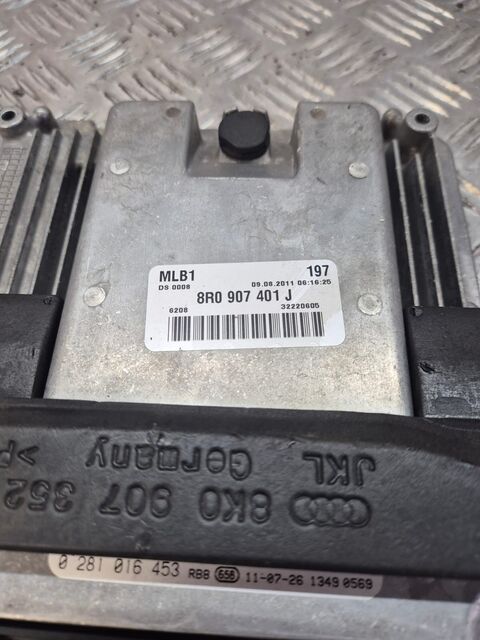 MLB1 197
DS 0008 09.08.2011 06:16:25
8R0 907 401 J
6208 32220605
JKL Germany >P
8K0 907 352
0 281 016 453 RB8 656 11-07-26 1349 0569